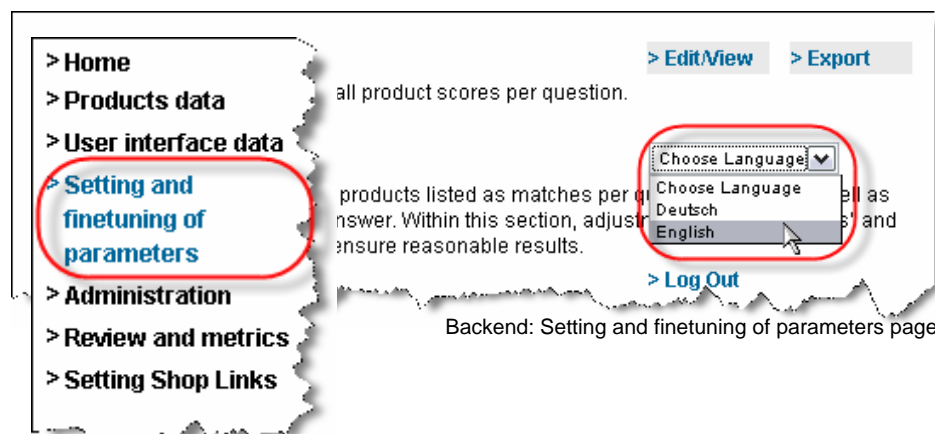 > Home
> Products data
> User interface data
> Setting and
finetuning of
parameters
> Administration
> Review and metrics
> Setting Shop Links
> Edit/View > Export
all product scores per question.
Choose Language
Choose Language
Deutsch
English
products listed as matches per ell as
answer. Within this section, and
ensure reasonable results.
> Log Out
Backend: Setting and finetuning of parameters page